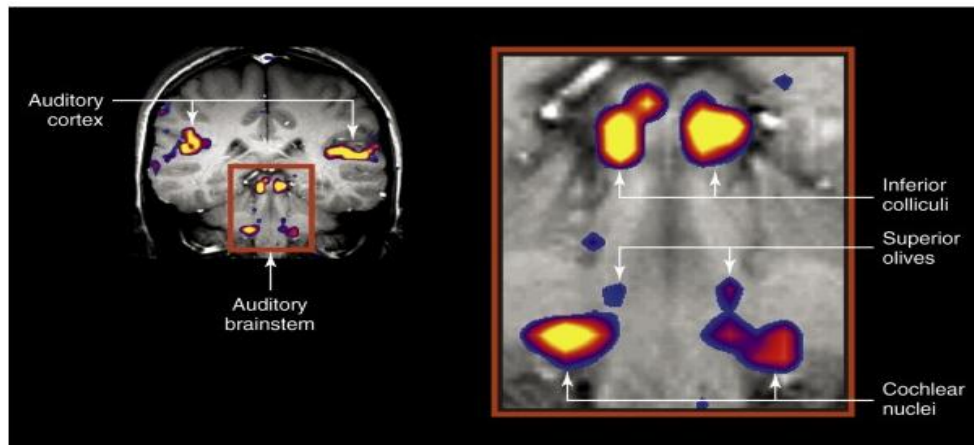 Auditory
cortex
Auditory
brainstem
Inferior
colliculi
Superior
olives
Cochlear
nuclei